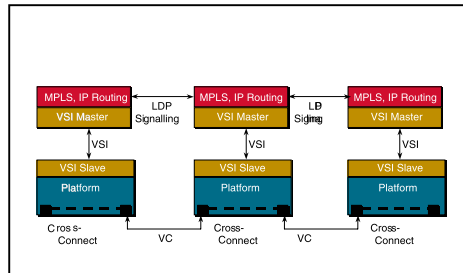 MPLS, IP Routing
MPLS, IP Routing
MPLS, IP Routing
LDP
Signalling
VSI Master
VSI Master
VSI Master
VSI
VSI
VSI
VSI Slave
VSI Slave
VSI Slave
Platform
Platform
Platform
Cross-
Connect
VC
Cross-
Connect
VC
Cross-
Connect